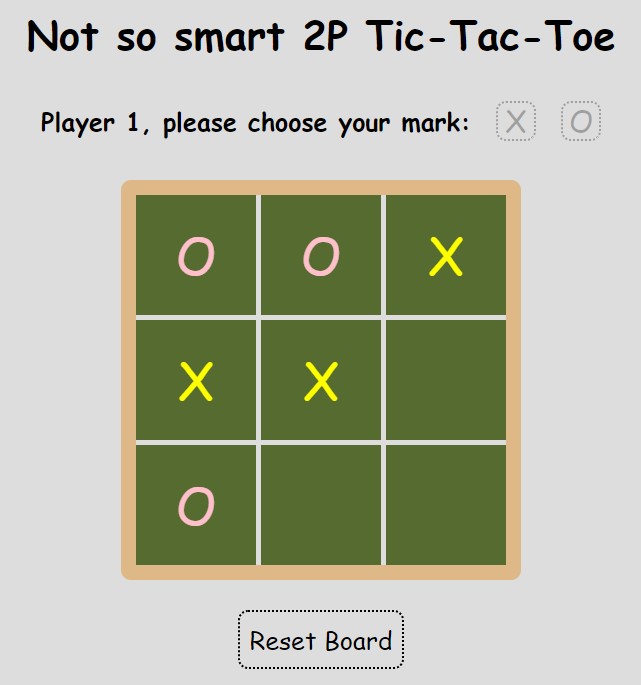 Not so smart 2P Tic-Tac-Toe
Player 1, please choose your mark: X O
O O X
X X
O
Reset Board